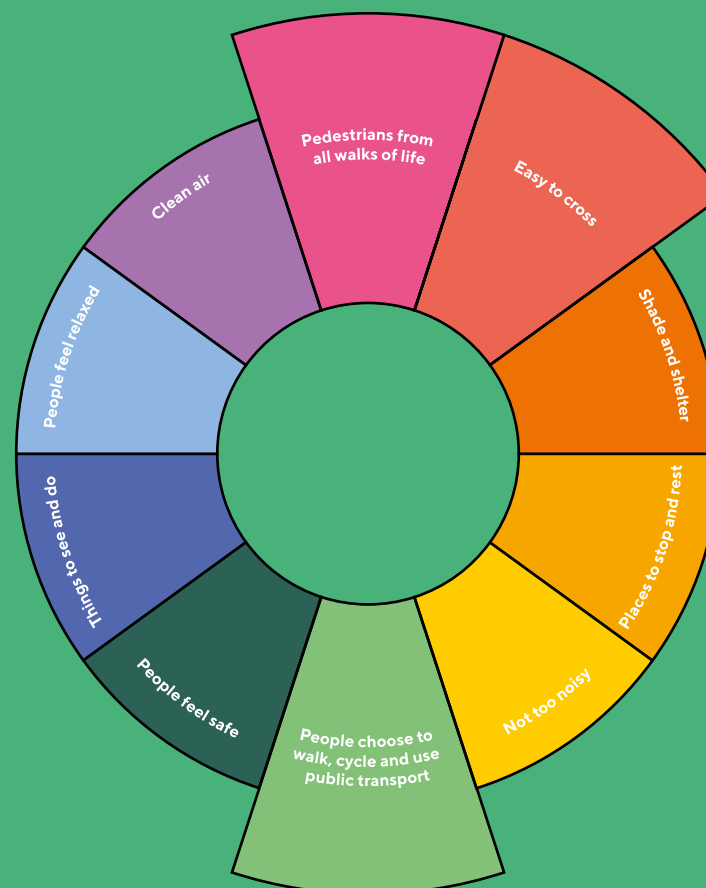 Pedestrians from
all walks of life
Easy to cross
Shade and shelter
Places to stop and rest
Not too noisy
People choose to
walk, cycle and use
public transport
People feel safe
Things to see and do
People feel relaxed
Clean air